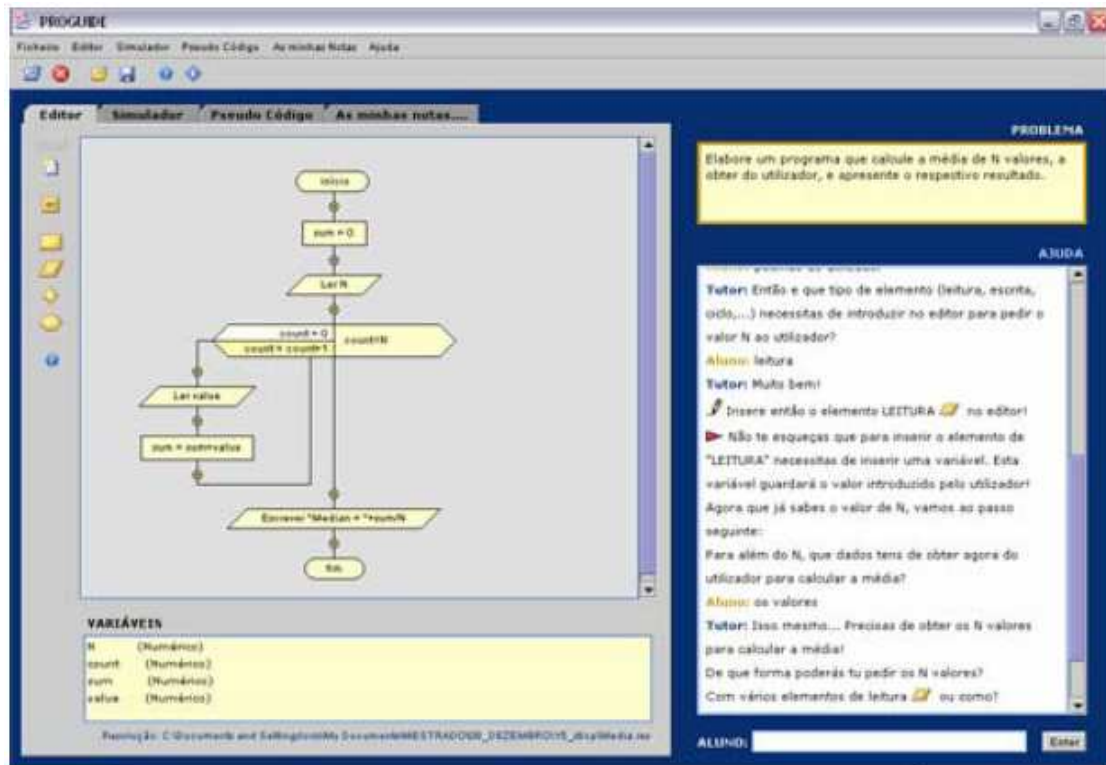 PROGUIDE
Ficheiro Editor Simulador Pseudo Código As minhas Notas Ajuda
Editor Simulador Pseudo Código As minhas notas....
Início
sum = 0
Ler N
count = 0
count = count+1
count<N
Ler value
sum = sum+value
Escrever "Median = "+sum/N
fim
VARIÁVEIS
N (Numérico)
count (Numérico)
sum (Numérico)
value (Numérico)
Resolução: C:\Documents and
PROBLEMA
Elabore um programa que calcule a média de N valores, a
obter do utilizador, e apresente o respectivo resultado.
AJUDA
Tutor: Então e que tipo de elemento (leitura, escrita,
ciclo,...) necessitas de introduzir no editor para pedir o
valor N ao utilizador?
Aluno: leitura
Tutor: Muito bem!
Insere então o elemento LEITURA no editor!
Não te esqueças que para inserir o elemento de
"LEITURA" necessitas de inserir uma variável. Esta
variável guardará o valor introduzido pelo utilizador!
Agora que já sabes o valor de N, vamos ao passo
seguinte:
Para além do N, que dados tens de obter agora do
utilizador para calcular a média?
Aluno: os valores
Tutor: Isso mesmo... Precisas de obter os N valores
para calcular a média!
De que forma poderás tu pedir os N valores?
Com vários elementos de leitura ou como?
ALUNO:
Enter